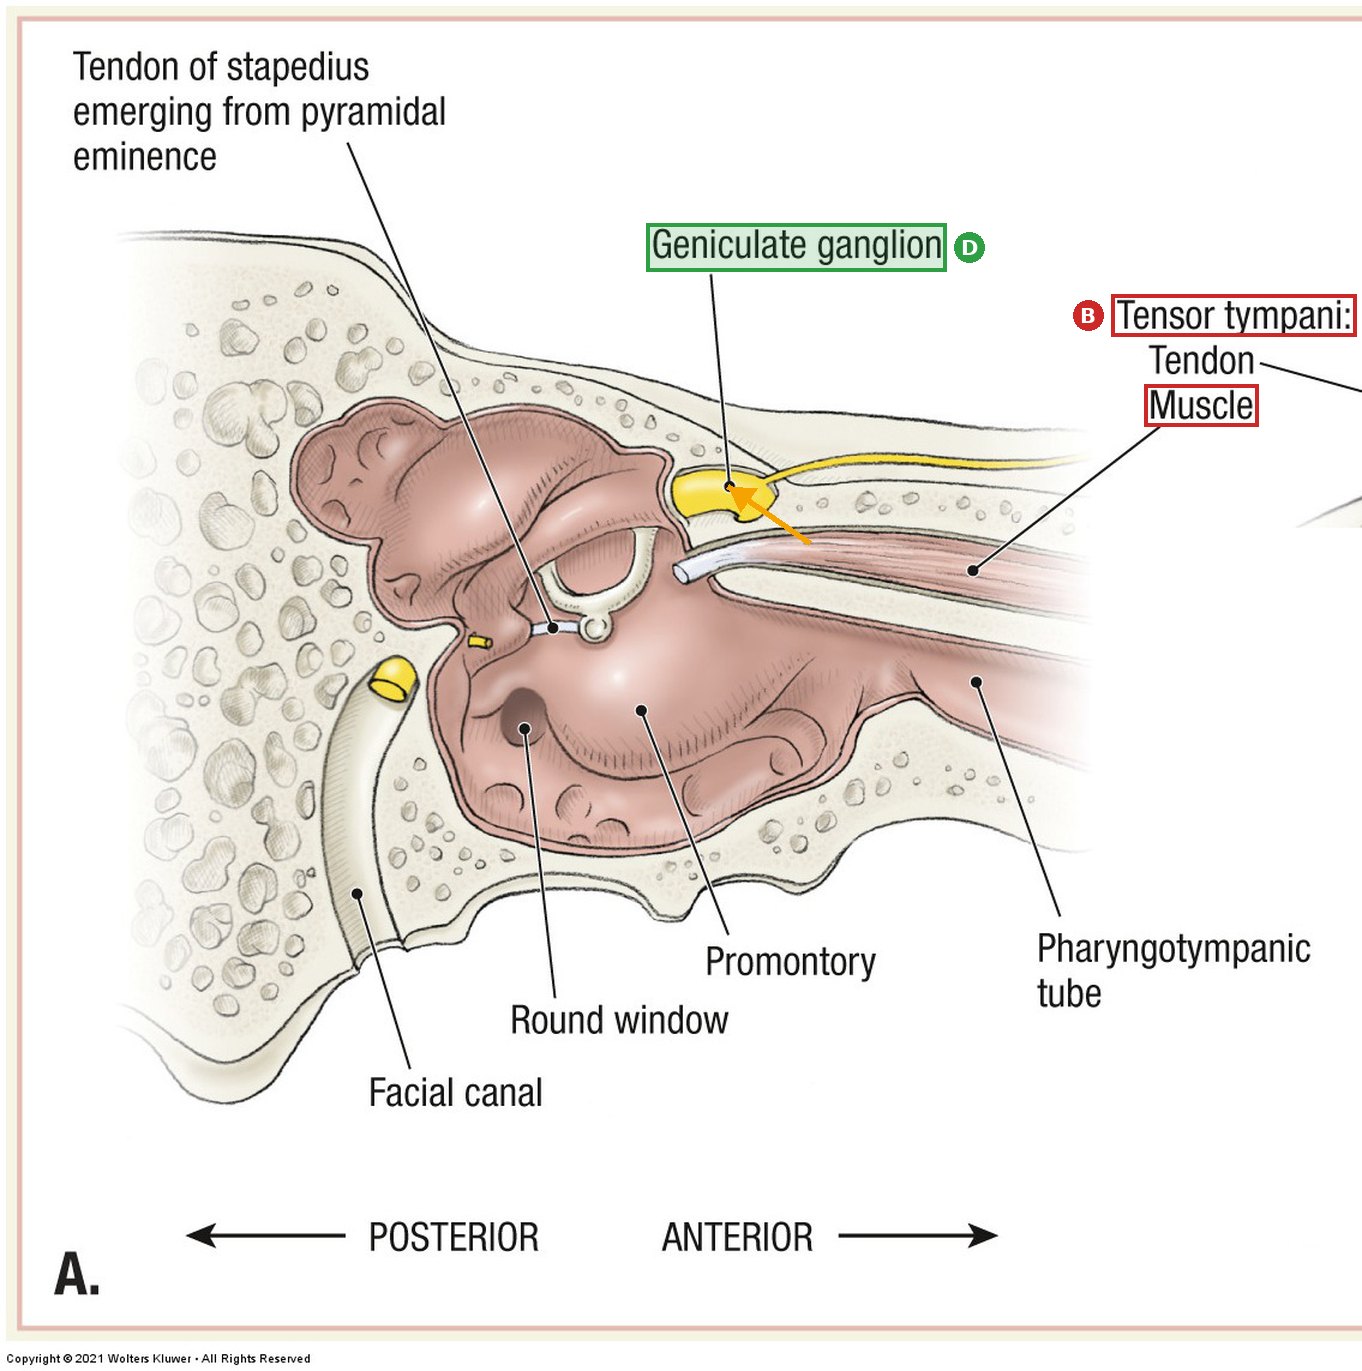 Tendon of stapedius
emerging from pyramidal
eminence
Geniculate ganglion D
B Tensor tympani:
Tendon
Muscle
Promontory
Pharyngotympanic
tube
Round window
Facial canal
POSTERIOR ANTERIOR
A.
Copyright © 2021 Wolters Kluwer • All Rights Reserved